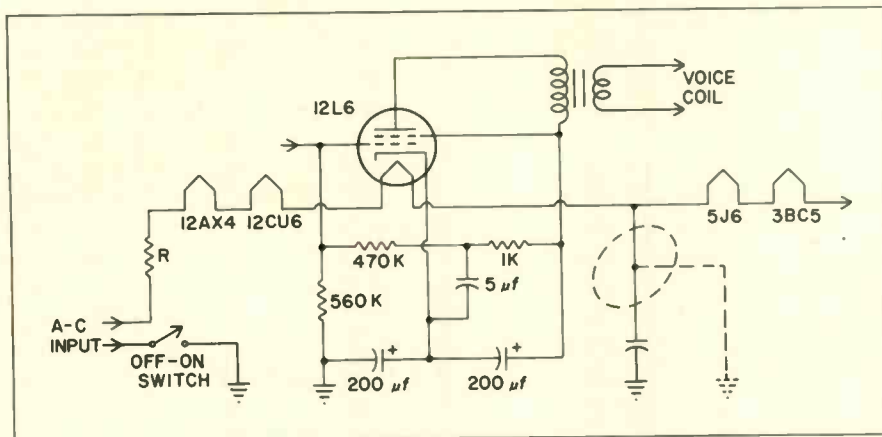 12L6
VOICE
COIL
12AX4
12CU6
5J6
3BC5
R
470K
1K
5 µf
560K
A-C
INPUT
OFF-ON
SWITCH
200 µf
+
200 µf
+